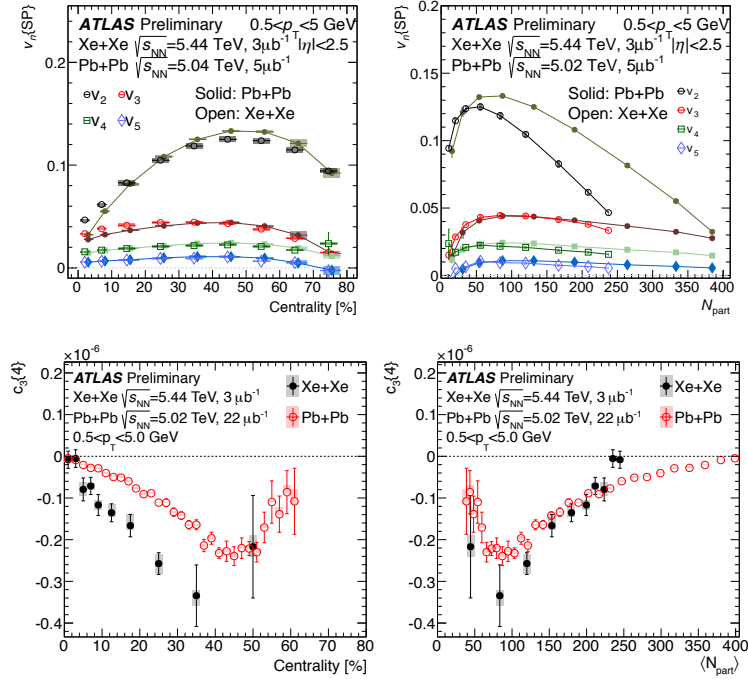 v_n{SP}
ATLAS Preliminary 0.5<p_T<5 GeV
Xe+Xe √s_NN=5.44 TeV, 3μb⁻¹ |η|<2.5
Pb+Pb √s_NN=5.04 TeV, 5μb⁻¹
v₂ v₃ Solid: Pb+Pb
v₄ v₅ Open: Xe+Xe
0.2
0.1
0
0 10 20 30 40 50 60 70 80
Centrality [%]
v_n{SP}
ATLAS Preliminary 0.5<p_T<5 GeV
Xe+Xe √s_NN=5.44 TeV, 3μb⁻¹ |η|<2.5
Pb+Pb √s_NN=5.02 TeV, 5μb⁻¹
Solid: Pb+Pb
Open: Xe+Xe
v₂
v₃
v₄
v₅
0.2
0.15
0.1
0.05
0
0 50 100 150 200 250 300 350 400
N_part
×10⁻⁶
c₃{4}
ATLAS Preliminary
Xe+Xe √s_NN=5.44 TeV, 3 μb⁻¹
Pb+Pb √s_NN=5.02 TeV, 22 μb⁻¹
0.5<p_T<5.0 GeV
Xe+Xe
Pb+Pb
0.2
0.1
0
-0.1
-0.2
-0.3
-0.4
0 10 20 30 40 50 60 70 80
Centrality [%]
×10⁻⁶
c₃{4}
ATLAS Preliminary
Xe+Xe √s_NN=5.44 TeV, 3 μb⁻¹
Pb+Pb √s_NN=5.02 TeV, 22 μb⁻¹
0.5<p_T<5.0 GeV
Xe+Xe
Pb+Pb
0.2
0.1
0
-0.1
-0.2
-0.3
-0.4
0 50 100 150 200 250 300 350 400
⟨N_part⟩